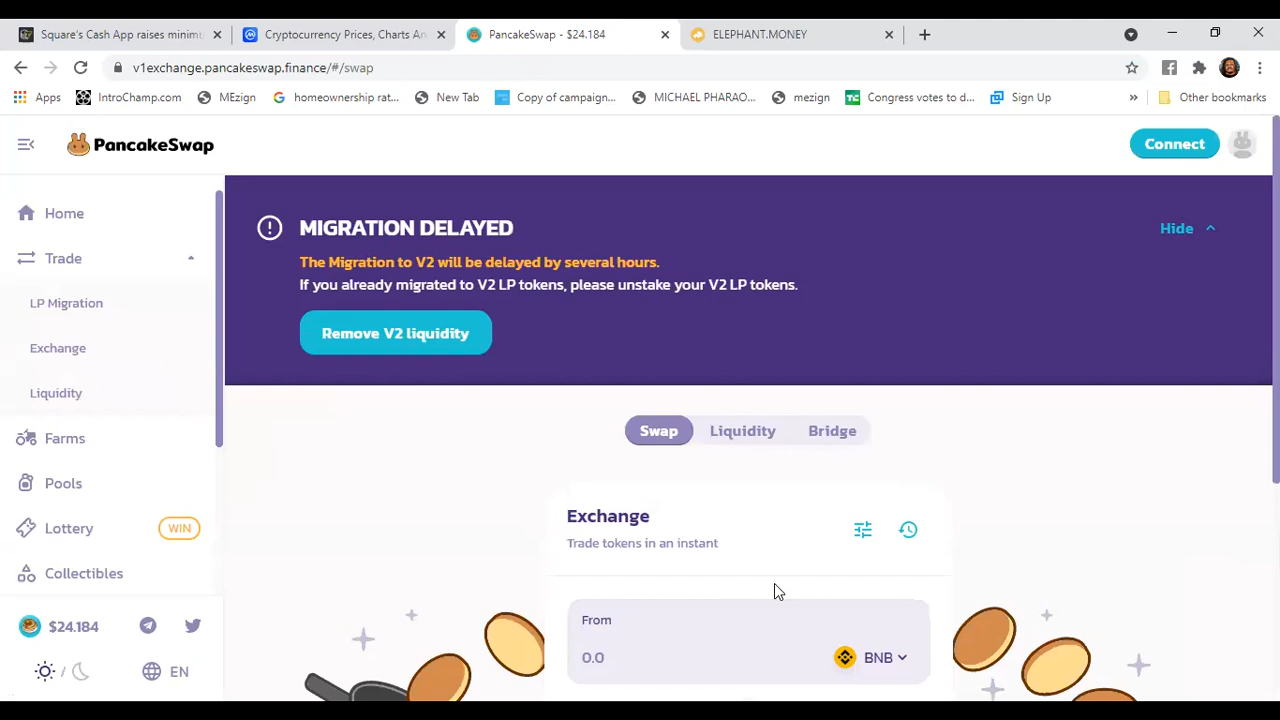 Square's Cash App raises minimu
Cryptocurrency Prices, Charts An
PancakeSwap - $24.184
ELEPHANT.MONEY
v1exchange.pancakeswap.finance/#/swap
Apps
IntroChamp.com
MEzign
homeownership rat...
New Tab
Copy of campaign...
MICHAEL PHARAO...
mezign
Congress votes to d...
Sign Up
»
Other bookmarks
PancakeSwap
Connect
Home
Trade
LP Migration
Exchange
Liquidity
Farms
Pools
Lottery
WIN
Collectibles
$24.184
/
EN
MIGRATION DELAYED
Hide
The Migration to V2 will be delayed by several hours.
If you already migrated to V2 LP tokens, please unstake your V2 LP tokens.
Remove V2 liquidity
Swap
Liquidity
Bridge
Exchange
Trade tokens in an instant
From
0.0
BNB